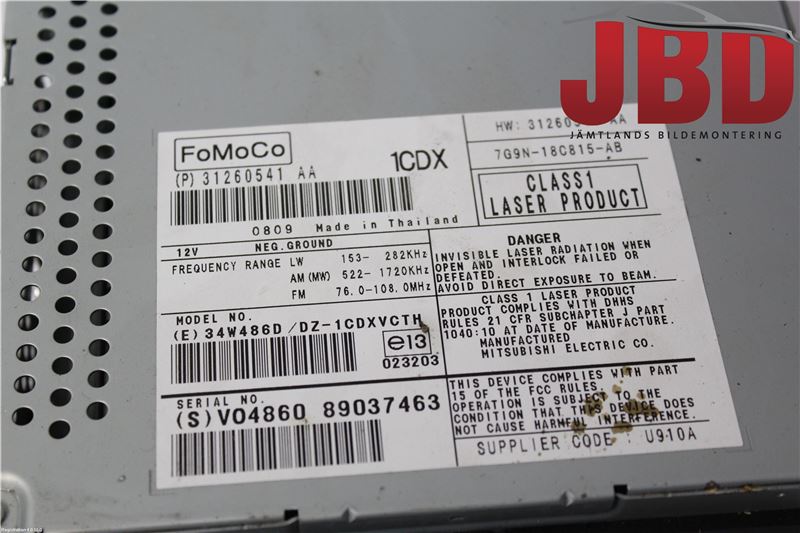 JBD
JÄMTLANDS BILDEMONTERING
FoMoCo
1CDX
(P) 31260541 AA
0809 Made in Thailand
HW: 31260 AA
7G9N-18C815-AB
CLASS1
LASER PRODUCT
12V NEG.GROUND
FREQUENCY RANGE LW 153- 282KHz
AM(MW) 522-1720KHz
FM 76.0-108.0MHz
MODEL NO.
(E) 34W486D /DZ-1CDXVCTH
e13
023203
SERIAL NO.
(S) VO4860 89037463
DANGER
INVISIBLE LASER RADIATION WHEN
OPEN AND INTERLOCK FAILED OR
DEFEATED.
AVOID DIRECT EXPOSURE TO BEAM.
CLASS 1 LASER PRODUCT
PRODUCT COMPLIES WITH DHHS
RULES 21 CFR SUBCHAPTER J PART
1040:10 AT DATE OF MANUFACTURE.
MANUFACTURED
MITSUBISHI ELECTRIC CO.
THIS DEVICE COMPLIES WITH PART
15 OF THE FCC RULES.
OPERATION IS SUBJECT TO THE
CONDITION THAT THIS DEVICE DOES
NOT CAUSE HARMFUL INTERFERENCE.
SUPPLIER CODE : U910A